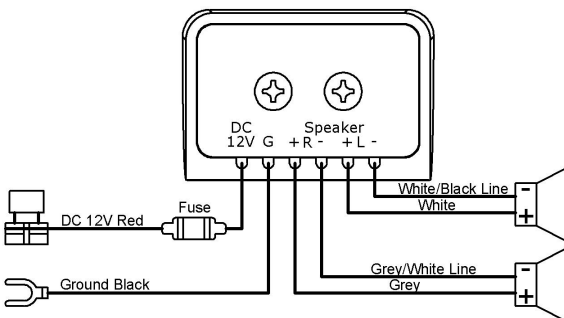 DC Speaker
12V G +R- +L-
White/Black Line
-
White
+
Fuse
DC 12V Red
Grey/White Line
-
Ground Black
Grey
+